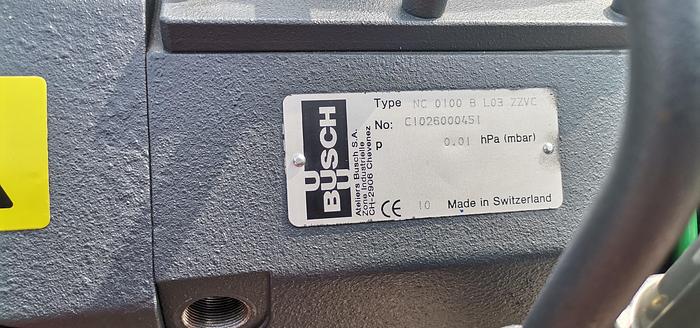 BUSCH
Ateliers Busch S.A.
Zone Industrielle
CH-2906 Chevenez
Type NC 0100 B L03 ZZVC
No: C1026000451
P 0.01 hPa (mbar)
CE 10 Made in Switzerland